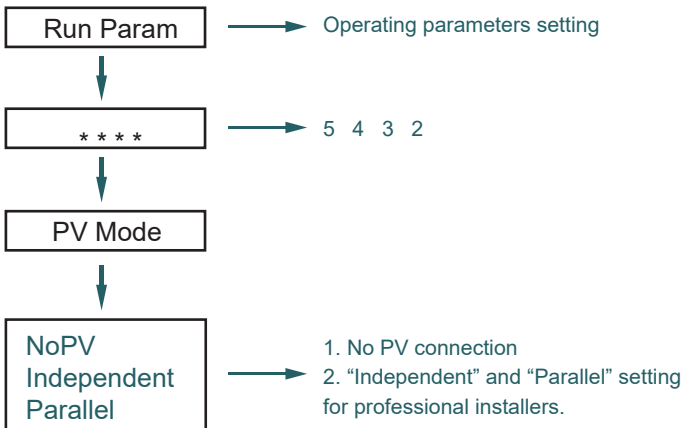 Run Param
Operating parameters setting
* * * *
5 4 3 2
PV Mode
NoPV
Independent
Parallel
1. No PV connection
2. “Independent” and “Parallel” setting
for professional installers.